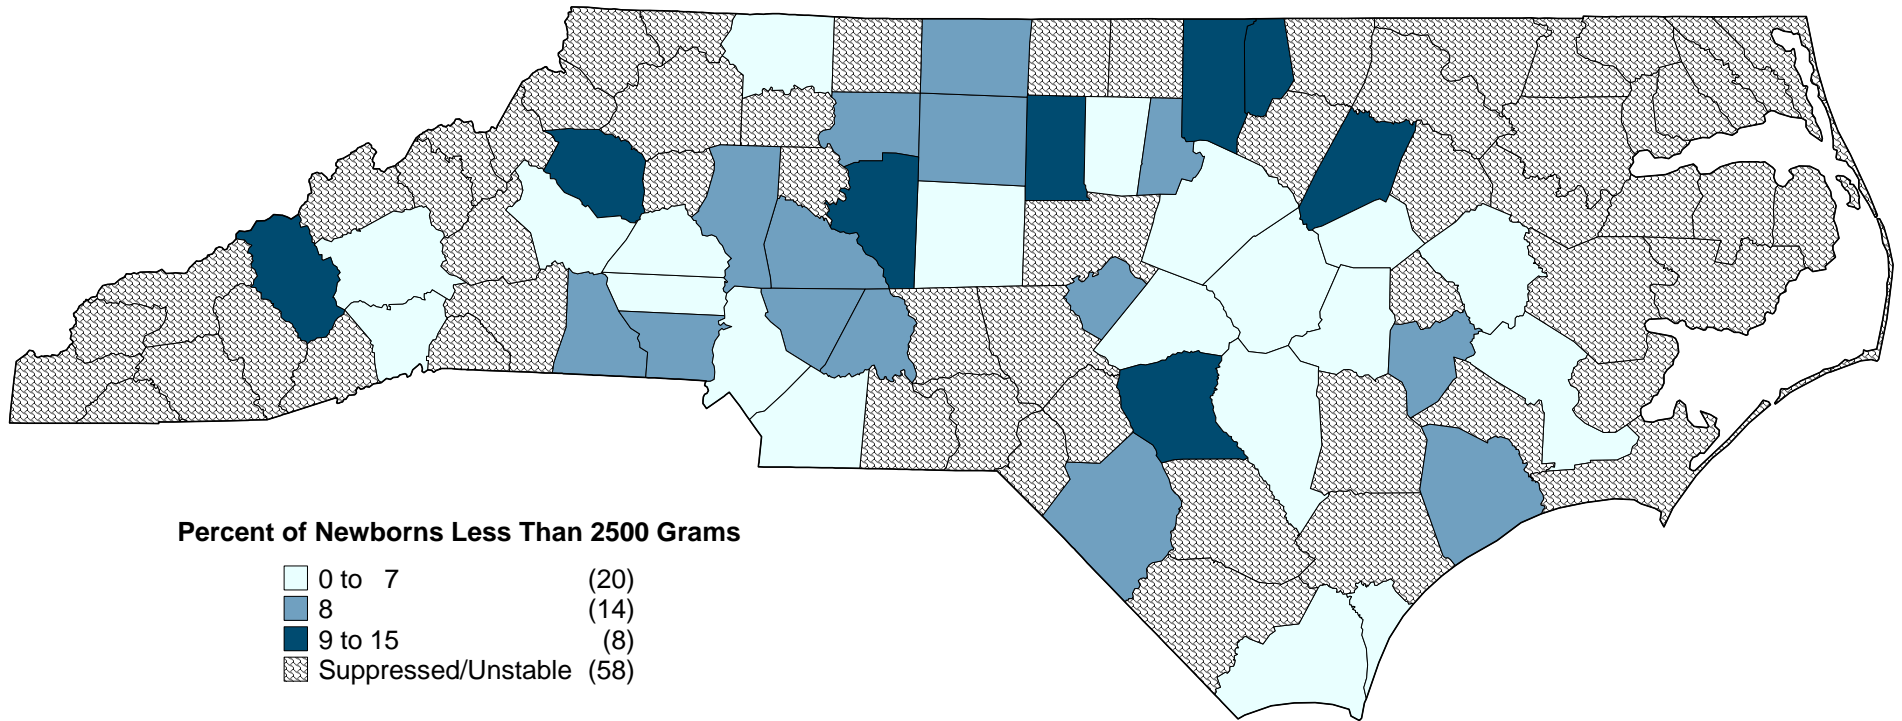 Percent of Newborns Less Than 2500 Grams
0 to 7 (20)
8 (14)
9 to 15 (8)
Suppressed/Unstable (58)